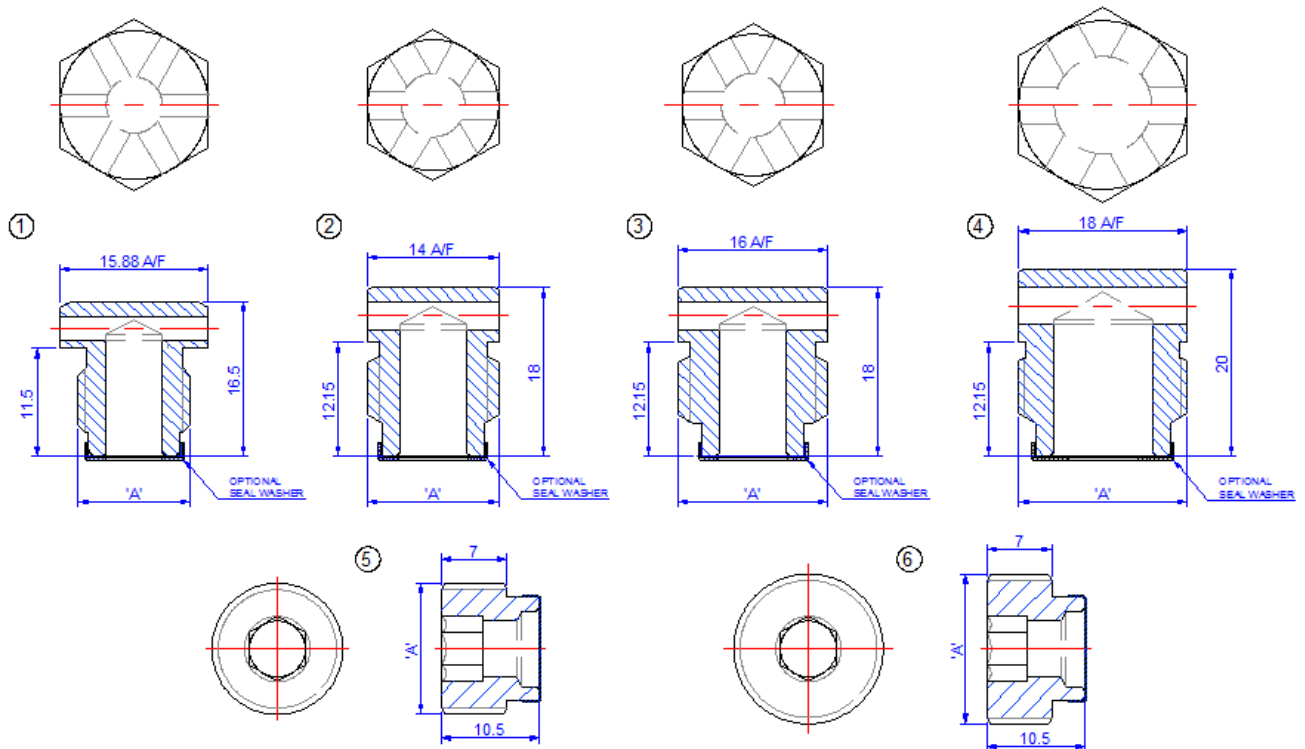 ①
15.88 A/F
11.5
16.5
'A'
OPTIONAL
SEAL WASHER
②
14 A/F
12.15
18
'A'
OPTIONAL
SEAL WASHER
③
16 A/F
12.15
18
'A'
OPTIONAL
SEAL WASHER
④
18 A/F
12.15
20
'A'
OPTIONAL
SEAL WASHER
⑤
7
'A'
10.5
⑥
7
'A'
10.5